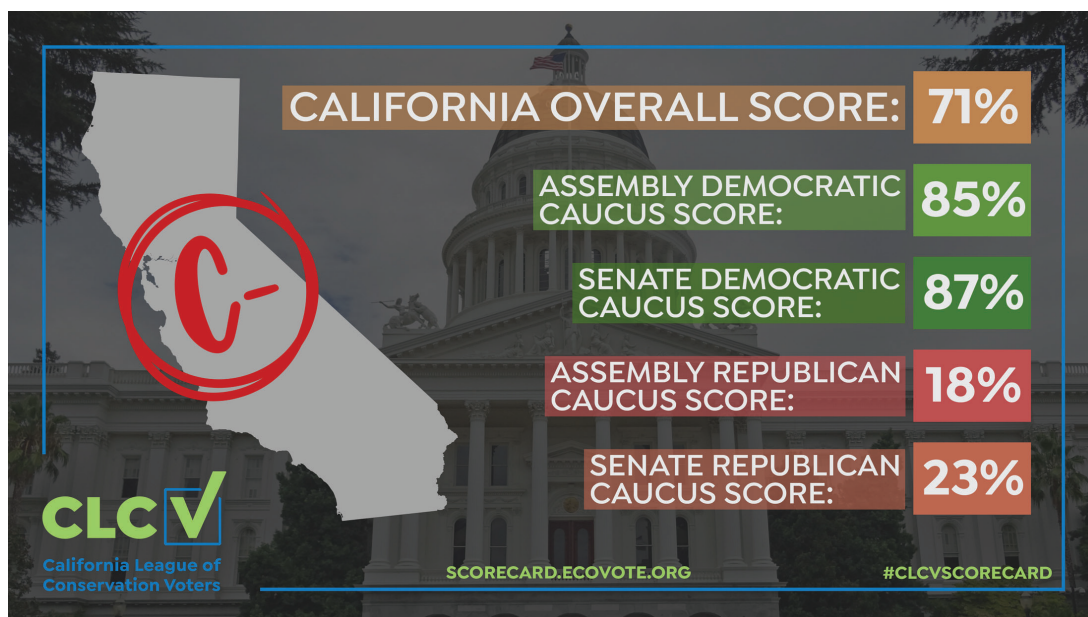 CALIFORNIA OVERALL SCORE: 71%
ASSEMBLY DEMOCRATIC
CAUCUS SCORE:
85%
SENATE DEMOCRATIC
CAUCUS SCORE:
87%
ASSEMBLY REPUBLICAN
CAUCUS SCORE:
18%
SENATE REPUBLICAN
CAUCUS SCORE:
23%
C-
CLCV
California League of
Conservation Voters
SCORECARD.ECOVOTE.ORG
#CLCVSCORECARD